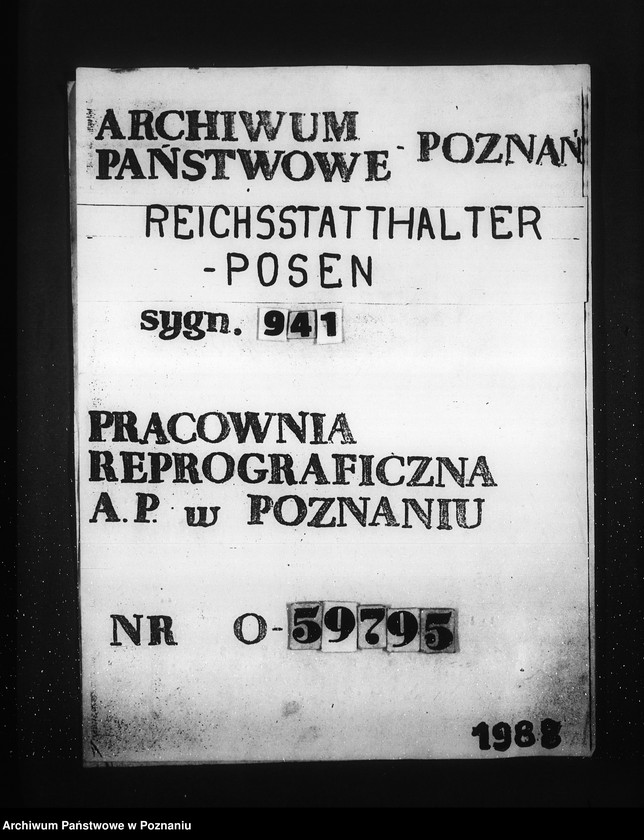 ARCHIWUM
PAŃSTWOWE - POZNAŃ
REICHSSTATTHALTER
-POSEN
sygn. 941
PRACOWNIA
REPROGRAFICZNA
A.P. w POZNANIU
NR O-59795
1988
Archiwum Państwowe w Poznaniu